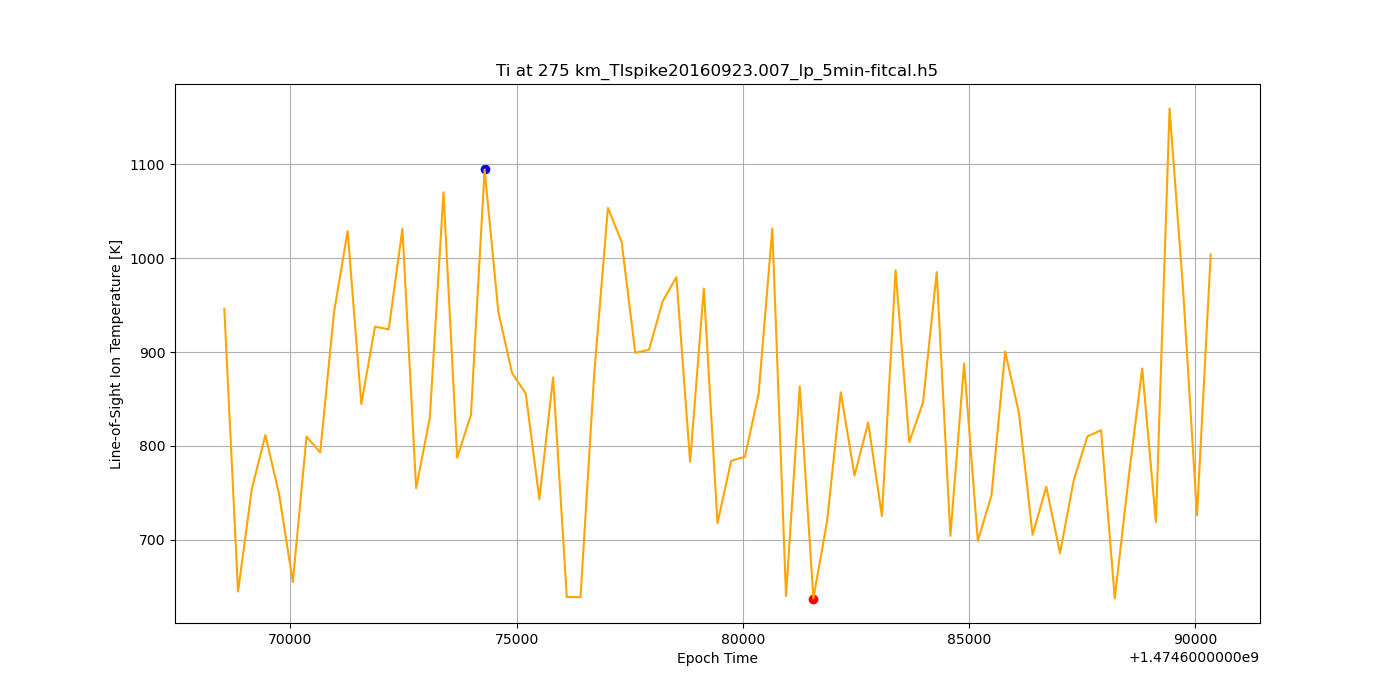 Ti at 275 km_TIspike20160923.007_lp_5min-fitcal.h5
Line-of-Sight Ion Temperature [K]
1100
1000
900
800
700
70000 75000 80000 85000 90000
Epoch Time
+1.4746000000e9